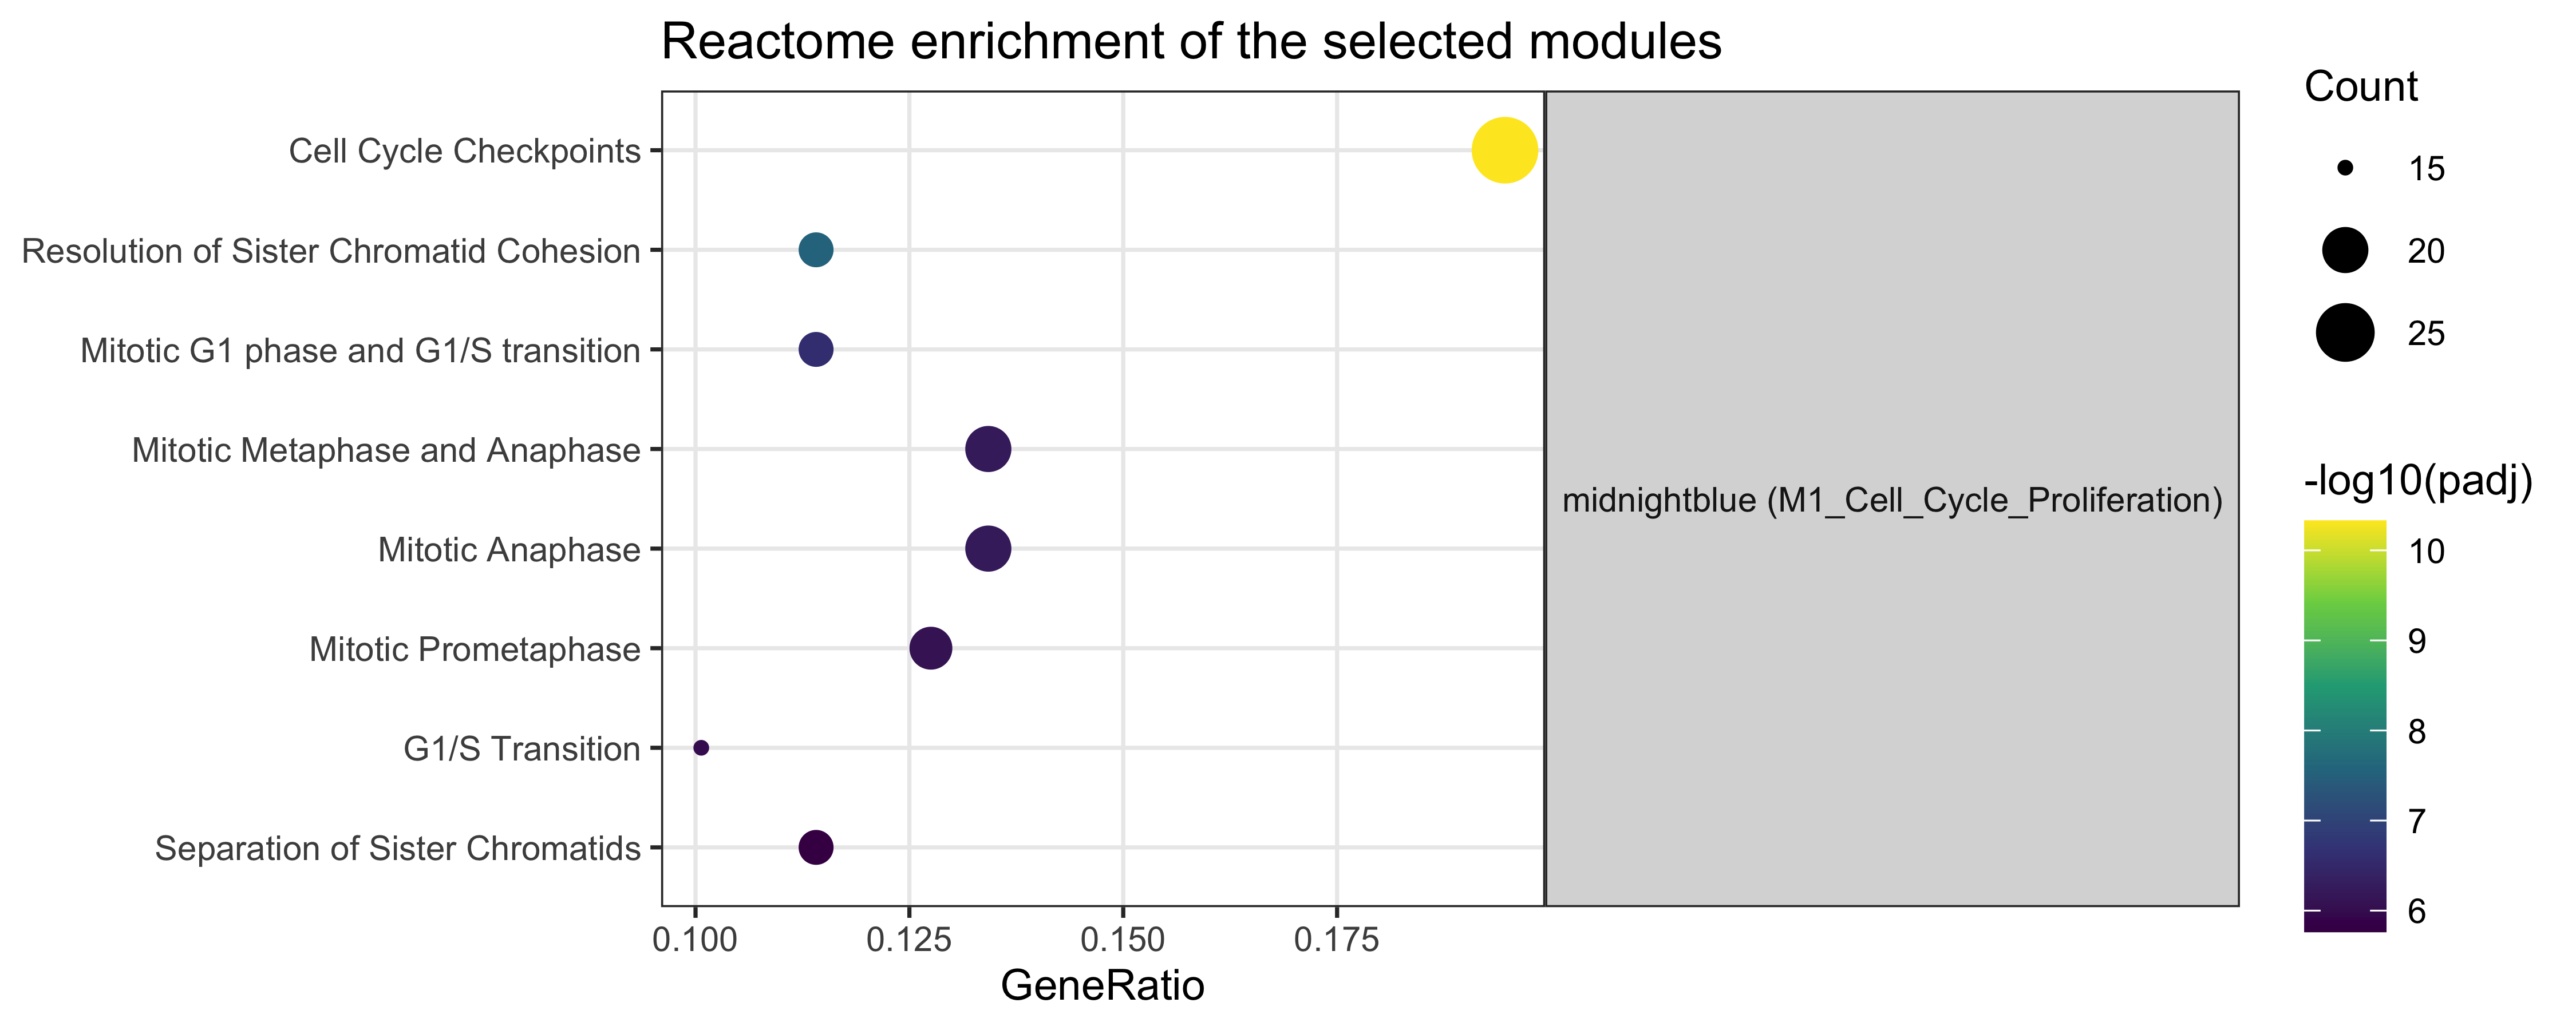 Reactome enrichment of the selected modules
Cell Cycle Checkpoints
Resolution of Sister Chromatid Cohesion
Mitotic G1 phase and G1/S transition
Mitotic Metaphase and Anaphase
Mitotic Anaphase
Mitotic Prometaphase
G1/S Transition
Separation of Sister Chromatids
midnightblue (M1_Cell_Cycle_Proliferation)
0.100
0.125
0.150
0.175
GeneRatio
Count
15
20
25
-log10(padj)
10
9
8
7
6